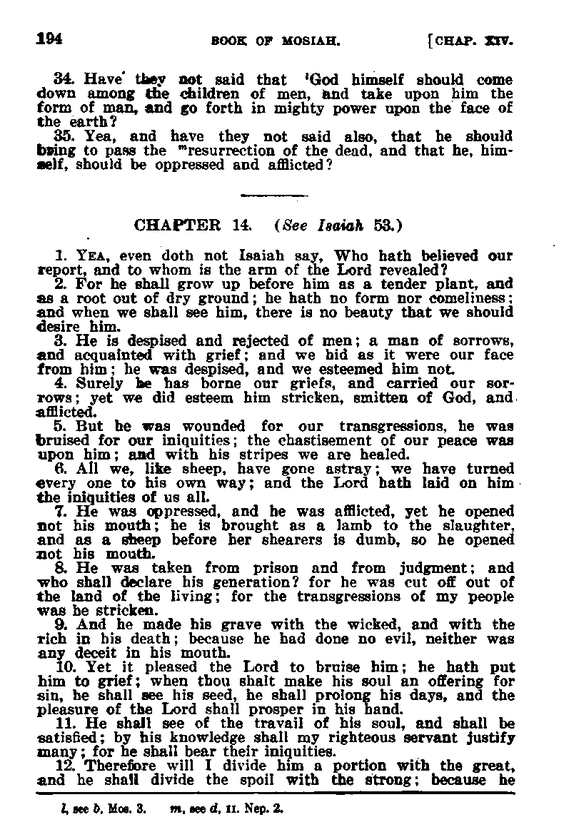 194 BOOK OF MOSIAH. [CHAP. XIV.
34. Have they not said that ˡGod himself should come
down among the children of men, and take upon him the
form of man, and go forth in mighty power upon the face of
the earth?
35. Yea, and have they not said also, that he should
bring to pass the ᵐresurrection of the dead, and that he, him-
self, should be oppressed and afflicted?
CHAPTER 14. (See Isaiah 53.)
1. YEA, even doth not Isaiah say, Who hath believed our
report, and to whom is the arm of the Lord revealed?
2. For he shall grow up before him as a tender plant, and
as a root out of dry ground; he hath no form nor comeliness;
and when we shall see him, there is no beauty that we should
desire him.
3. He is despised and rejected of men; a man of sorrows,
and acquainted with grief; and we hid as it were our face
from him; he was despised, and we esteemed him not.
4. Surely he has borne our griefs, and carried our sor-
rows; yet we did esteem him stricken, smitten of God, and
afflicted.
5. But he was wounded for our transgressions, he was
bruised for our iniquities; the chastisement of our peace was
upon him; and with his stripes we are healed.
6. All we, like sheep, have gone astray; we have turned
every one to his own way; and the Lord hath laid on him
the iniquities of us all.
7. He was oppressed, and he was afflicted, yet he opened
not his mouth; he is brought as a lamb to the slaughter,
and as a sheep before her shearers is dumb, so he opened
not his mouth.
8. He was taken from prison and from judgment; and
who shall declare his generation? for he was cut off out of
the land of the living; for the transgressions of my people
was he stricken.
9. And he made his grave with the wicked, and with the
rich in his death; because he had done no evil, neither was
any deceit in his mouth.
10. Yet it pleased the Lord to bruise him; he hath put
him to grief; when thou shalt make his soul an offering for
sin, he shall see his seed, he shall prolong his days, and the
pleasure of the Lord shall prosper in his hand.
11. He shall see of the travail of his soul, and shall be
satisfied; by his knowledge shall my righteous servant justify
many; for he shall bear their iniquities.
12. Therefore will I divide him a portion with the great,
and he shall divide the spoil with the strong; because he
l, see b, Mos. 3. m, see d, II. Nep. 2.